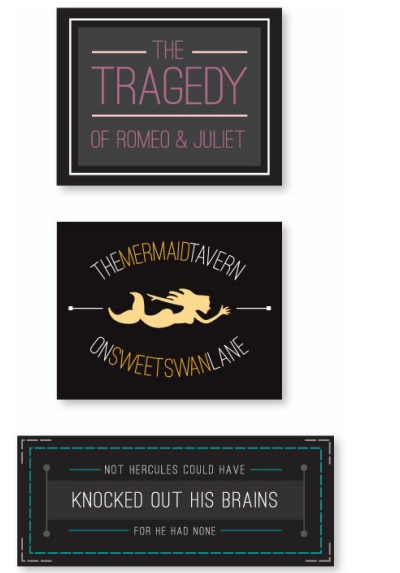 THE
TRAGEDY
OF ROMEO & JULIET
THEMERMAIDTAVERN
ONSWEETSWANLANE
NOT HERCULES COULD HAVE
KNOCKED OUT HIS BRAINS
FOR HE HAD NONE